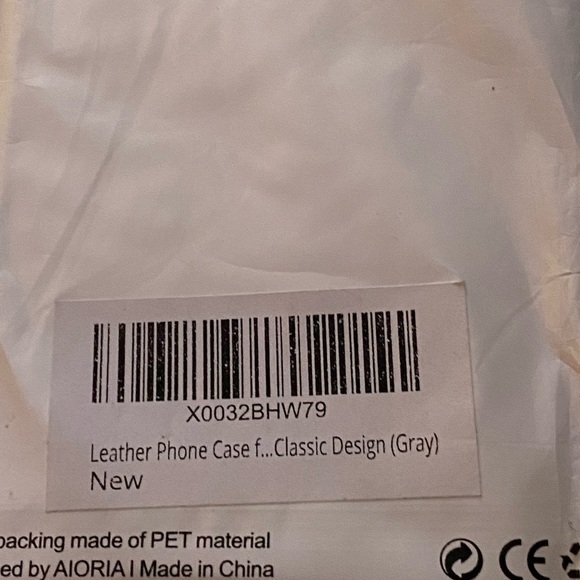 X0032BHW79
Leather Phone Case f...Classic Design (Gray)
New
packing made of PET material
ed by AIORIA | Made in China
CE